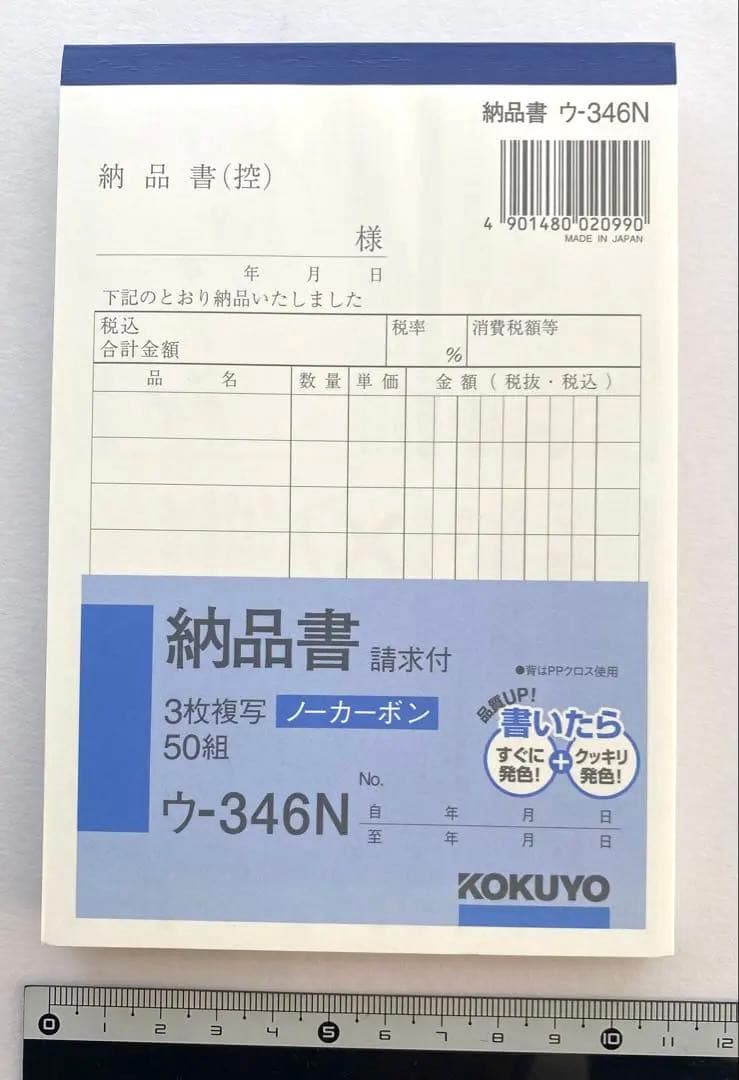 納品書 ウ-346N
4 901480 020990
MADE IN JAPAN
納品書(控)
様
年 月 日
下記のとおり納品いたしました
税込
合計金額
税率
%
消費税額等
品 名 数量 単価 金額(税抜・税込)
納品書 請求付
●背はPPクロス使用
3枚複写 ノーカーボン
50組
品質UP!
書いたら
すぐに
発色!
+
クッキリ
発色!
ウ-346N
No.
自 年 月 日
至 年 月 日
KOKUYO
0 1 2 3 4 5 6 7 8 9 10 11 12